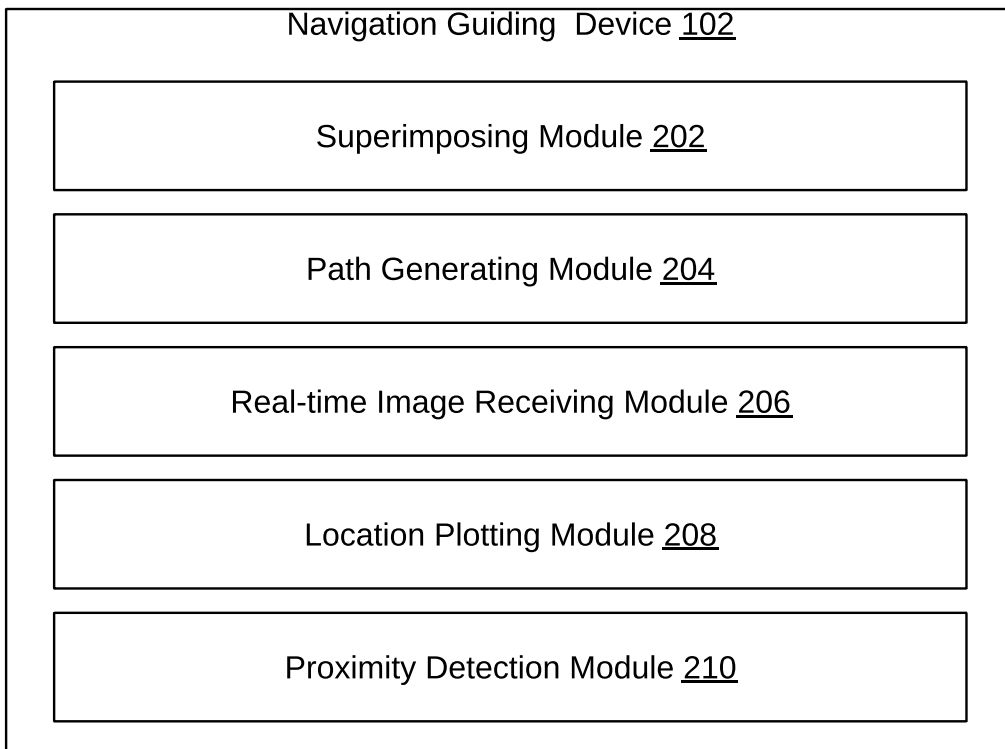 Navigation Guiding  Device 102
Superimposing Module 202
Path Generating Module 204
Real-time Image Receiving Module 206
Location Plotting Module 208
Proximity Detection Module 210